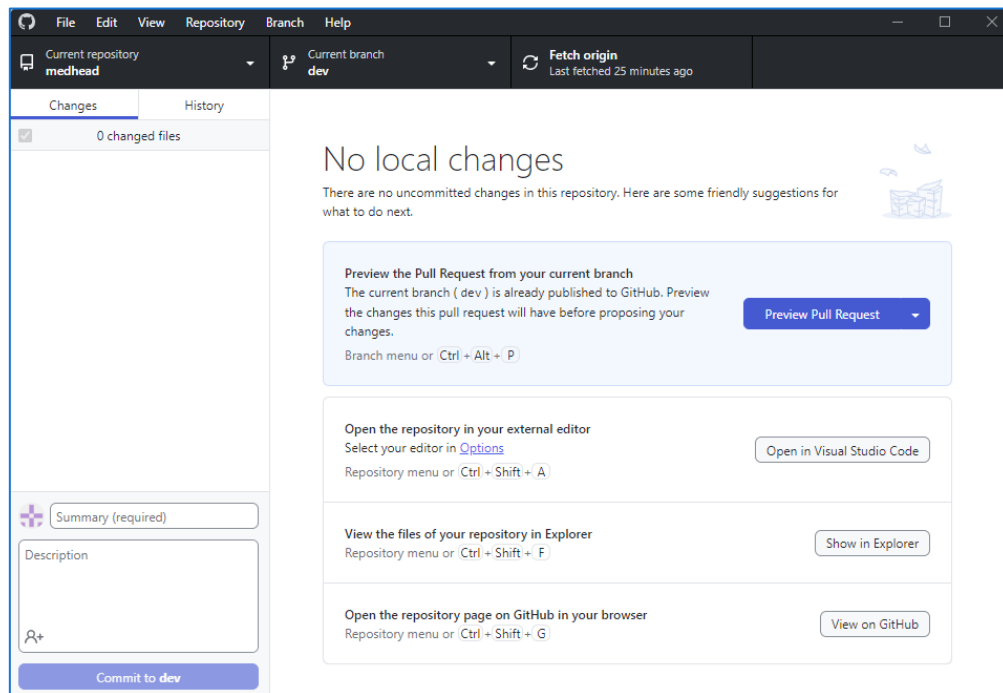 File Edit View Repository Branch Help
Current repository
medhead
Current branch
dev
Fetch origin
Last fetched 25 minutes ago
Changes History
0 changed files
No local changes
There are no uncommitted changes in this repository. Here are some friendly suggestions for
what to do next.
Preview the Pull Request from your current branch
The current branch ( dev ) is already published to GitHub. Preview
the changes this pull request will have before proposing your
changes.
Branch menu or Ctrl + Alt + P
Preview Pull Request
Open the repository in your external editor
Select your editor in Options
Repository menu or Ctrl + Shift + A
Open in Visual Studio Code
View the files of your repository in Explorer
Repository menu or Ctrl + Shift + F
Show in Explorer
Open the repository page on GitHub in your browser
Repository menu or Ctrl + Shift + G
View on GitHub
Summary (required)
Description
Commit to dev